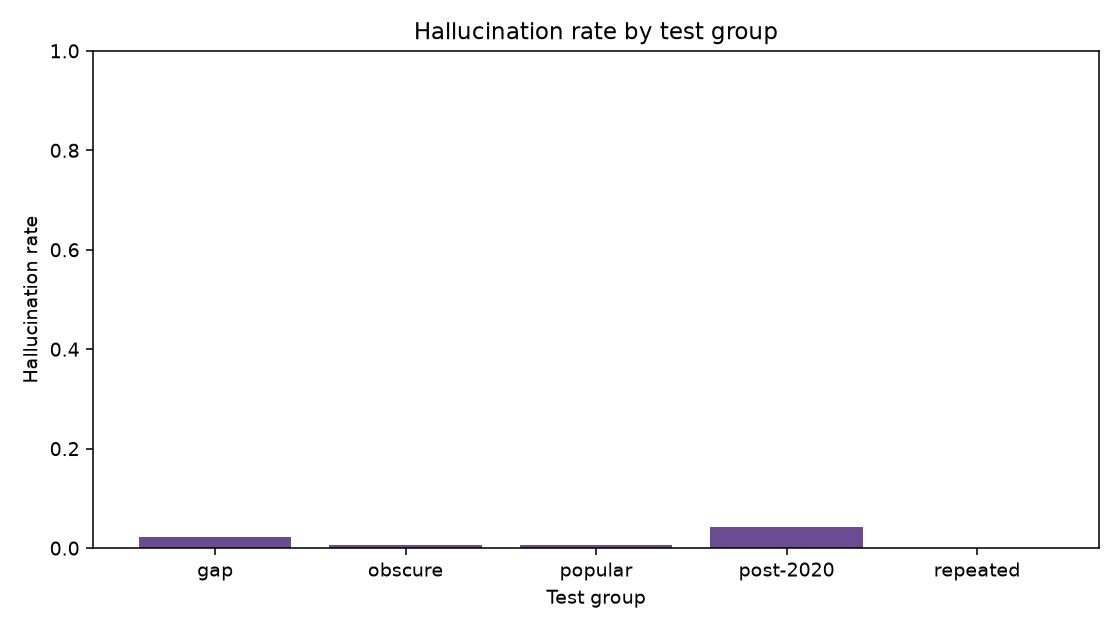 Hallucination rate by test group
1.0
0.8
0.6
0.4
0.2
0.0
Hallucination rate
gap obscure popular post-2020 repeated
Test group